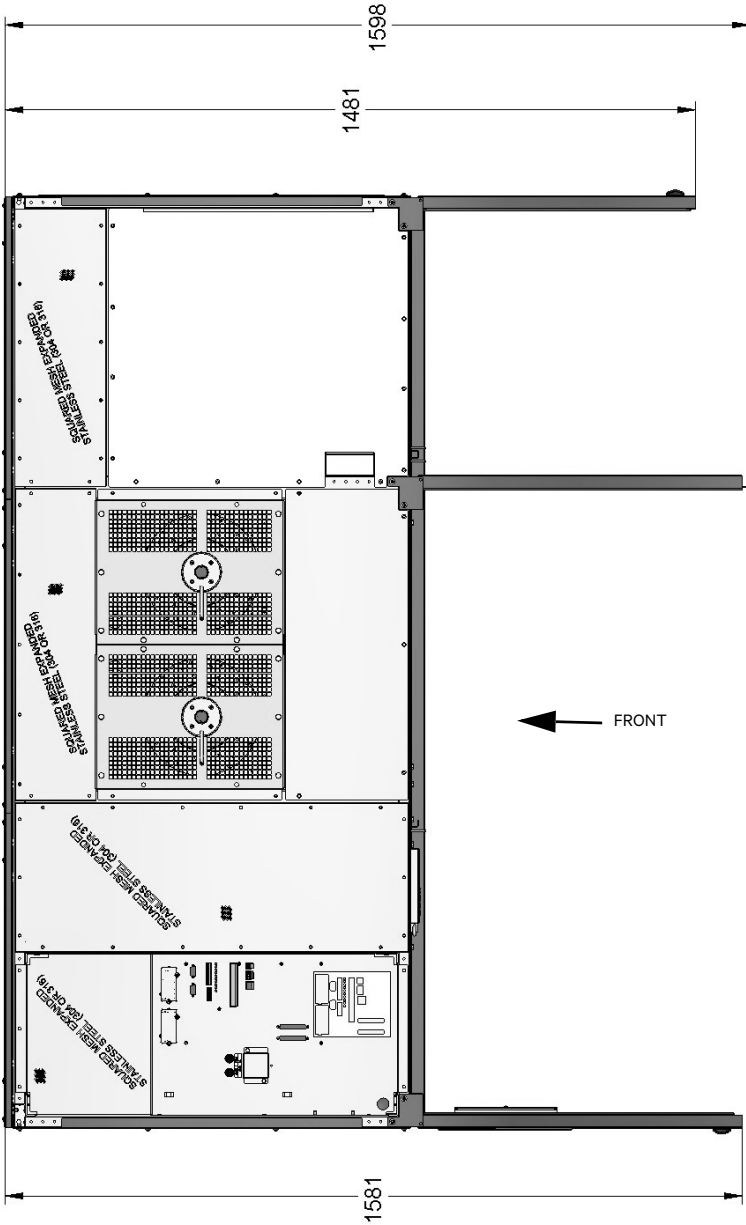 1598
1481
SQUARED MESH EXPANDED
STAINLESS STEEL (304 OR 316)
SQUARED MESH EXPANDED
STAINLESS STEEL (304 OR 316)
FRONT
SQUARED MESH EXPANDED
STAINLESS STEEL (304 OR 316)
SQUARED MESH EXPANDED
STAINLESS STEEL (304 OR 316)
1581